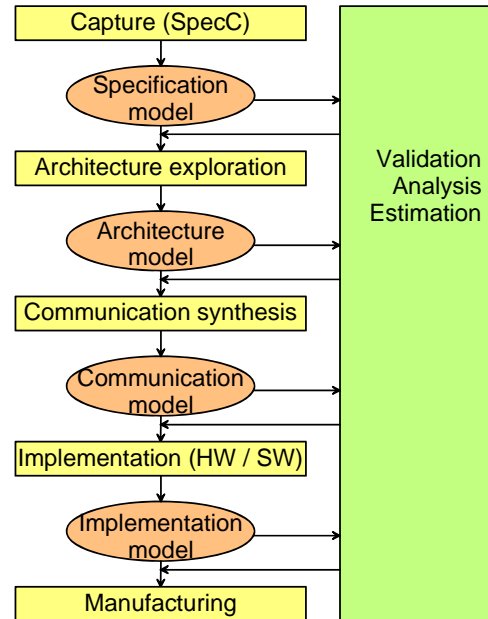 Capture (SpecC)
Specification
model
Architecture exploration
Architecture
model
Communication synthesis
Communication
model
Implementation (HW / SW)
Implementation
model
Manufacturing
Validation
Analysis
Estimation